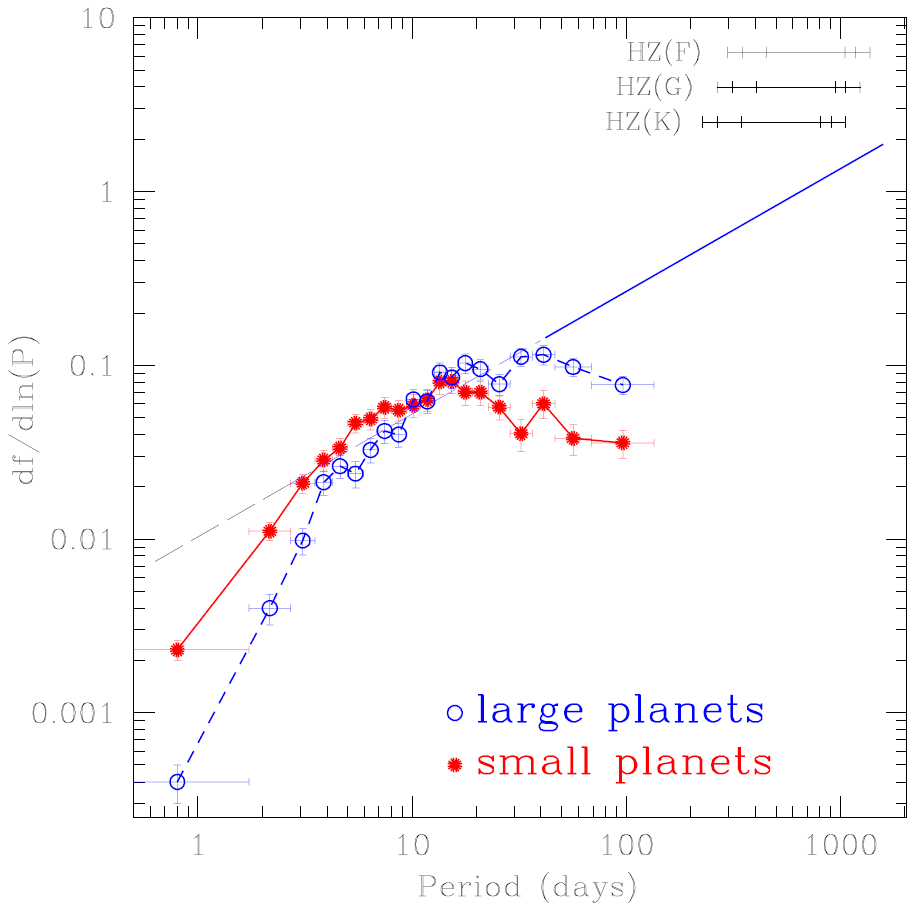 10
HZ(F)
HZ(G)
HZ(K)
1
0.1
0.01
0.001
df/dln(P)
large planets
small planets
1 10 100 1000
Period (days)